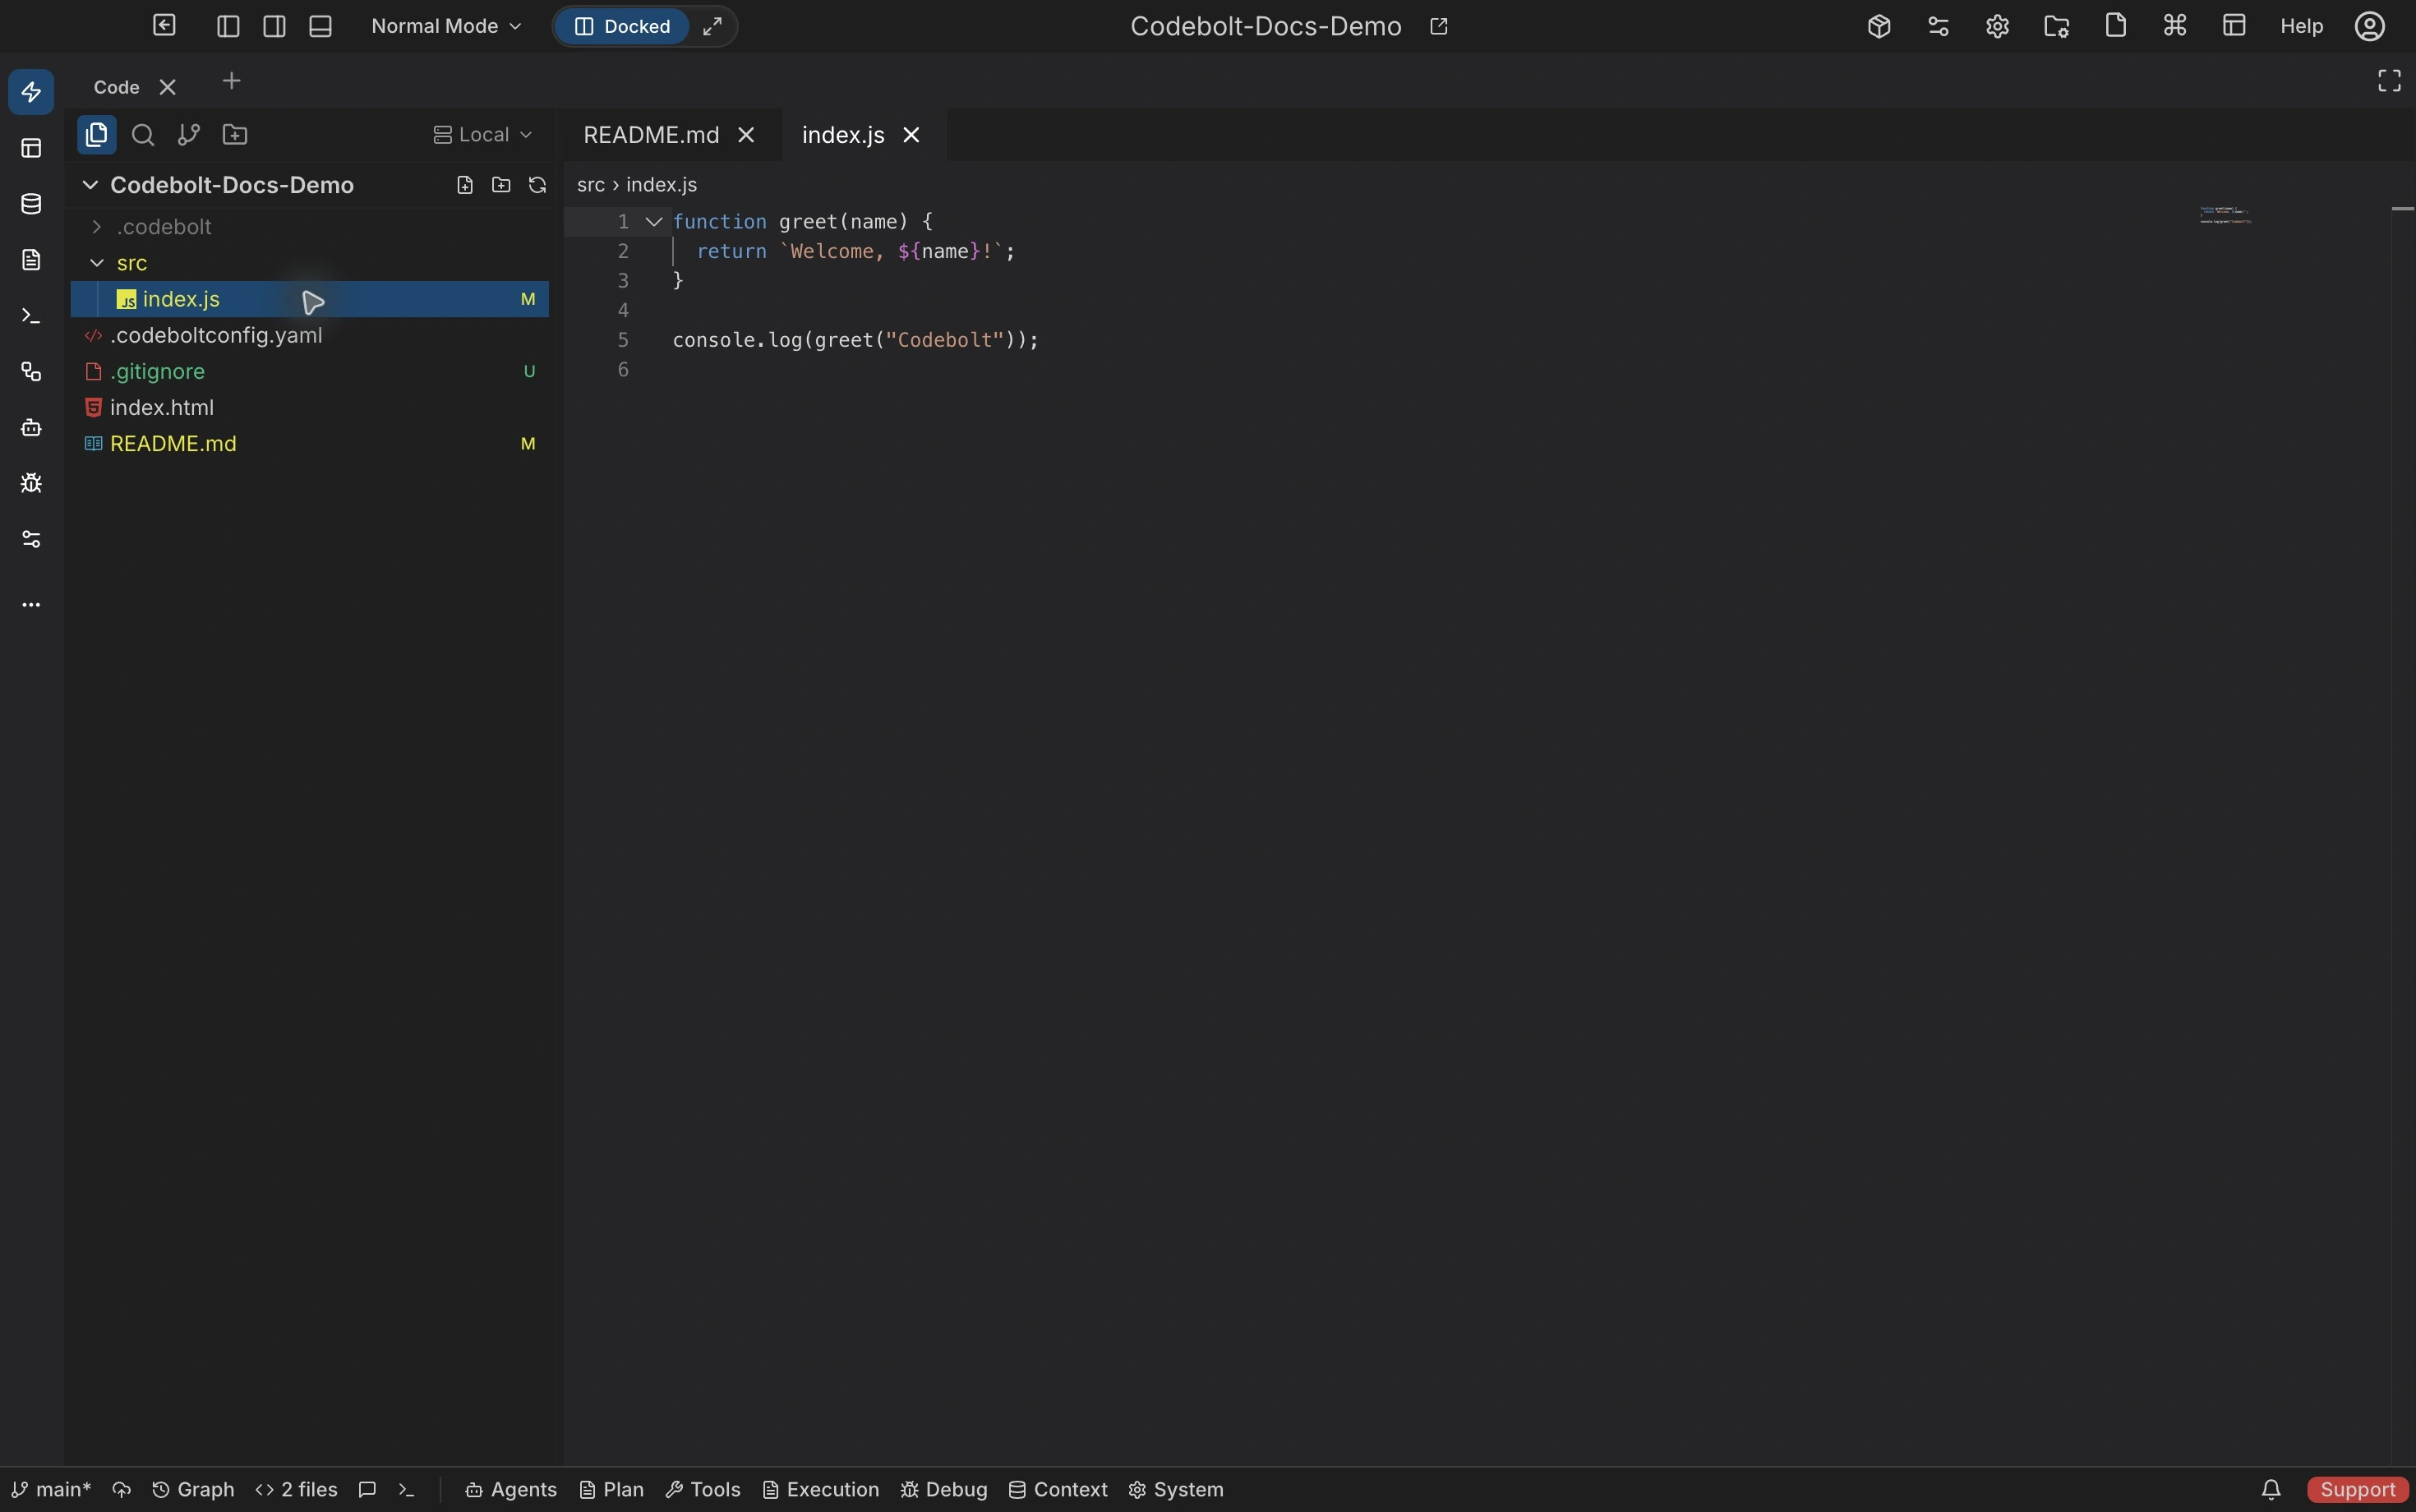 Normal Mode
Docked
Codebolt-Docs-Demo
Help
Code
Local
README.md
index.js
Codebolt-Docs-Demo
src › index.js
.codebolt
src
index.js M
.codeboltconfig.yaml
.gitignore U
index.html
README.md M
1 function greet(name) {
2 return `Welcome, ${name}!`;
3 }
4
5 console.log(greet("Codebolt"));
6
main* Graph 2 files Agents Plan Tools Execution Debug Context System Support